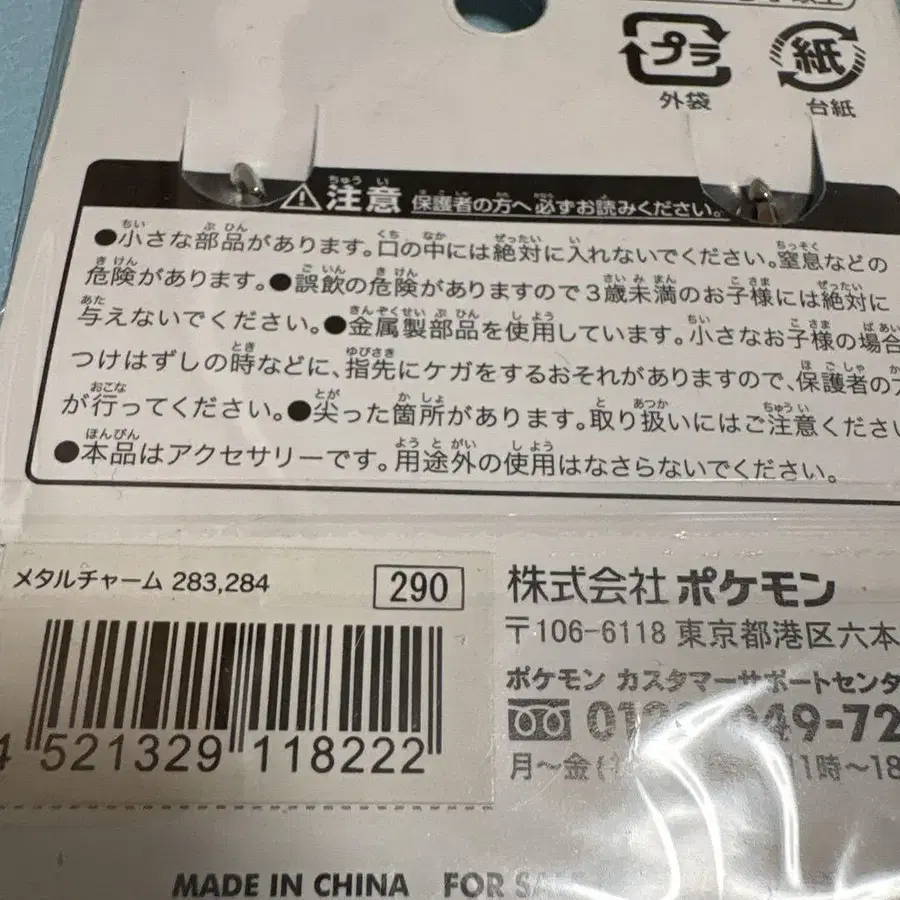 プラ
外袋
紙
台紙
注意 保護者の方へ必ずお読みください。
●小さな部品があります。口の中には絶対に入れないでください。窒息などの
危険があります。●誤飲の危険がありますので3歳未満のお子様には絶対に
与えないでください。●金属製部品を使用しています。小さなお子様の場合
つけはずしの時などに、指先にケガをするおそれがありますので、保護者の方
が行ってください。●尖った箇所があります。取り扱いにはご注意ください
●本品はアクセサリーです。用途外の使用はなさらないでください。
メタルチャーム 283,284
290
4 521329 118222
株式会社 ポケモン
〒106-6118 東京都港区六本
ポケモン カスタマーサポートセンタ
49-72
月～金 11時～18
MADE IN CHINA FOR